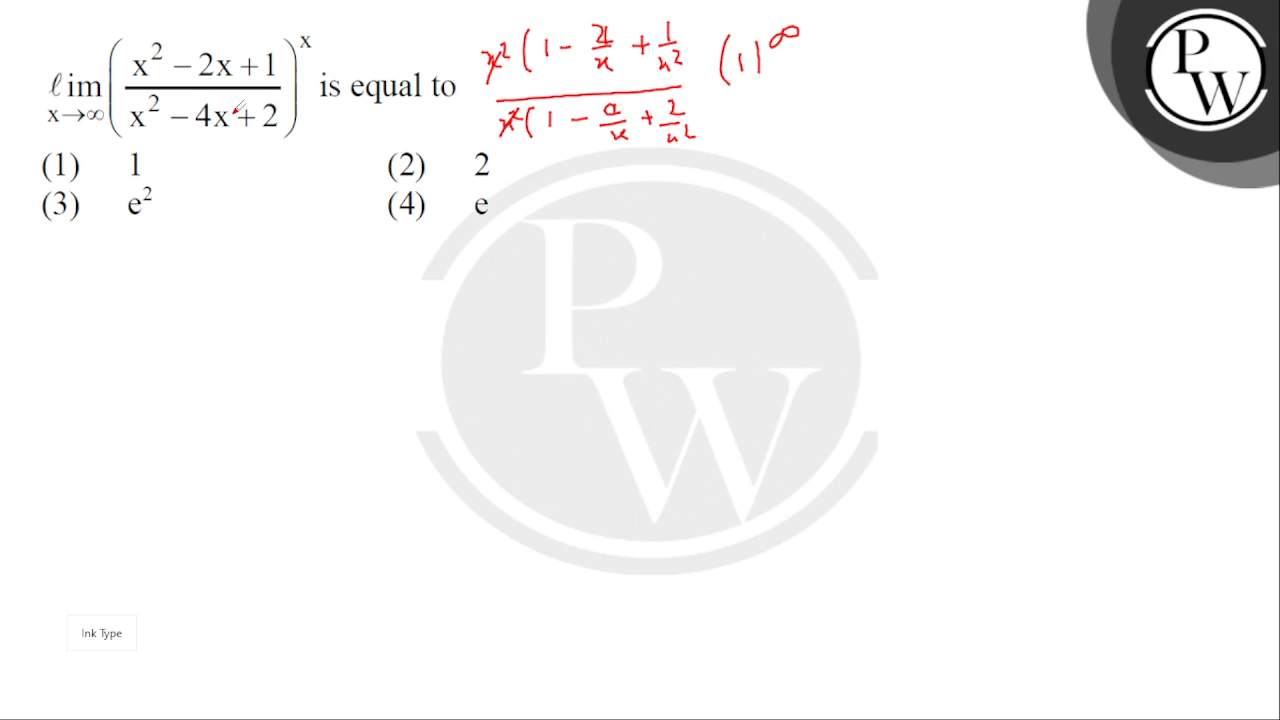 ℓim x→∞ ( (x² − 2x + 1) / (x² − 4x + 2) )ˣ is equal to
x² (1 − 2/x + 1/x² (1)^∞
x² (1 − 4/x + 2/x²
(1) 1 (2) 2
(3) e² (4) e
P
W
P
W
Ink Type